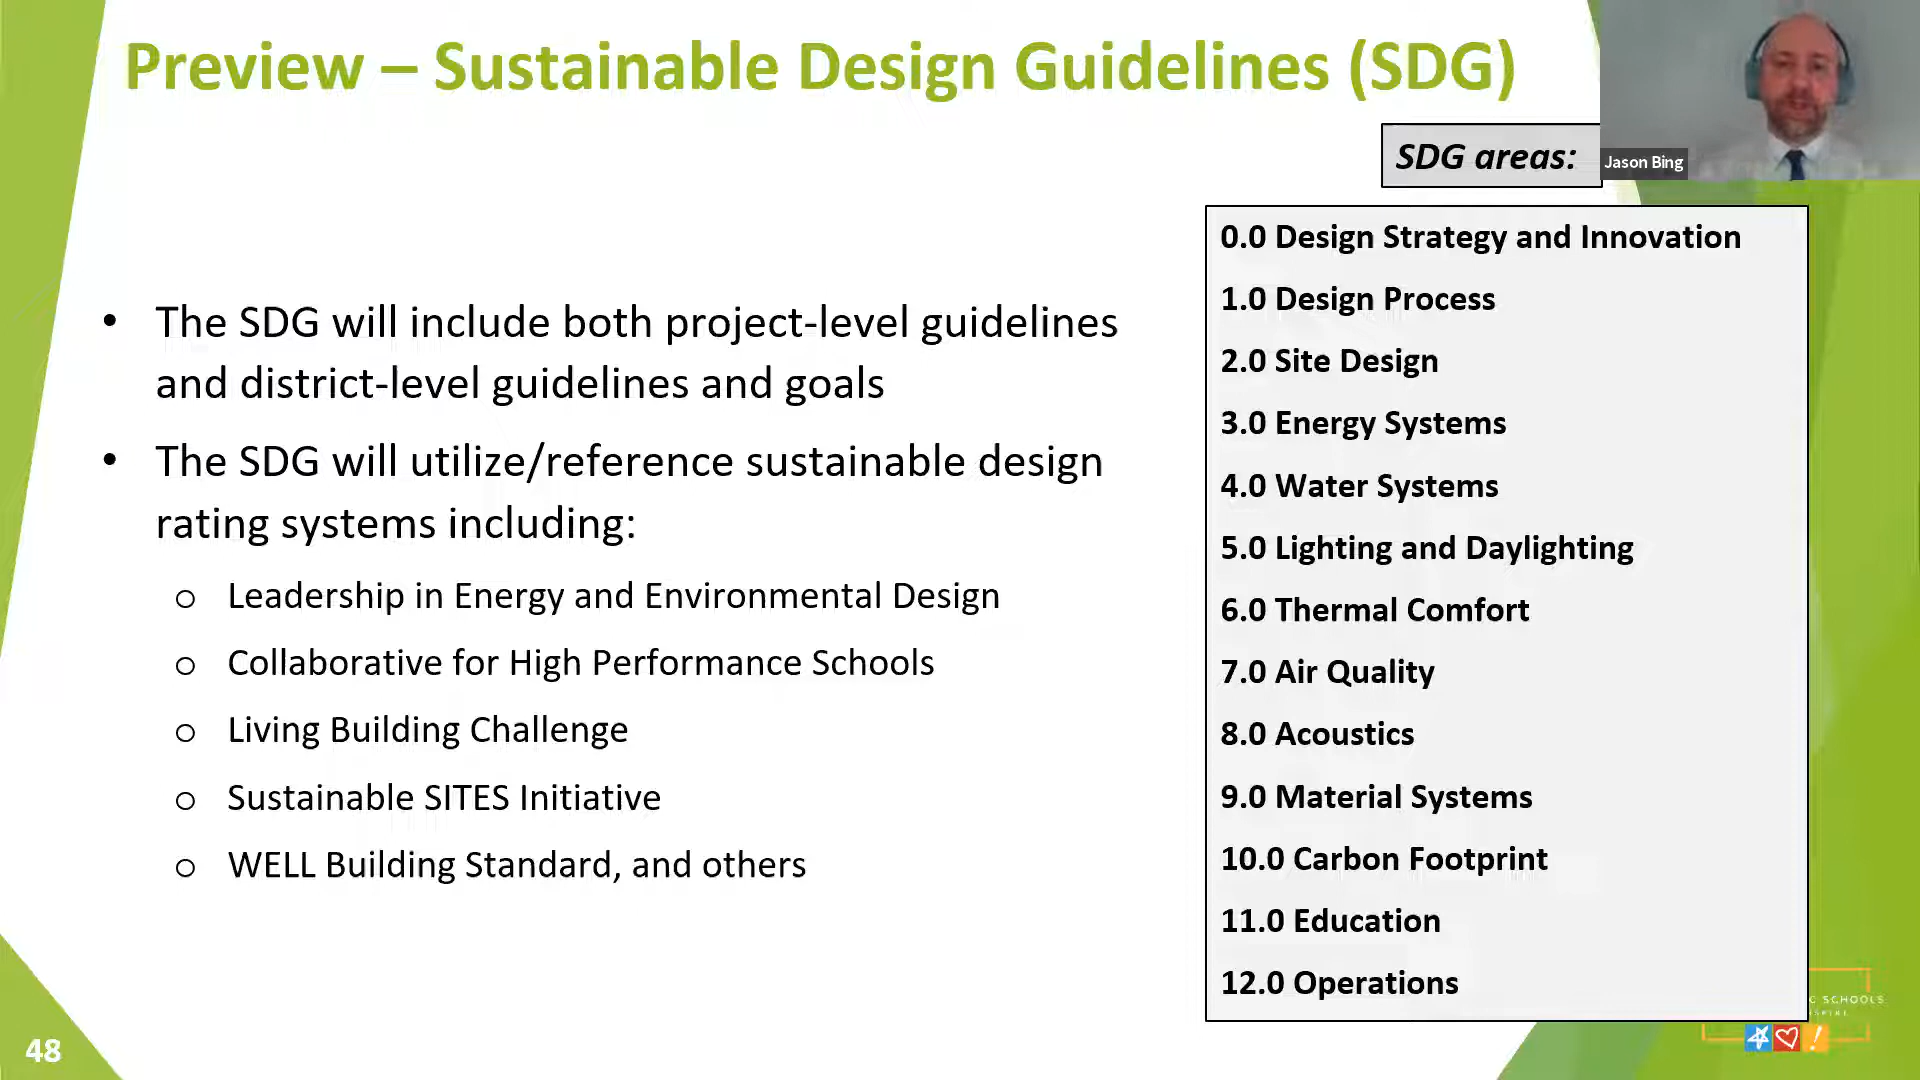 Preview – Sustainable Design Guidelines (SDG)
SDG areas:
Jason Bing
• The SDG will include both project-level guidelines
and district-level guidelines and goals
• The SDG will utilize/reference sustainable design
rating systems including:
o Leadership in Energy and Environmental Design
o Collaborative for High Performance Schools
o Living Building Challenge
o Sustainable SITES Initiative
o WELL Building Standard, and others
0.0 Design Strategy and Innovation
1.0 Design Process
2.0 Site Design
3.0 Energy Systems
4.0 Water Systems
5.0 Lighting and Daylighting
6.0 Thermal Comfort
7.0 Air Quality
8.0 Acoustics
9.0 Material Systems
10.0 Carbon Footprint
11.0 Education
12.0 Operations
SCHOOLS
48